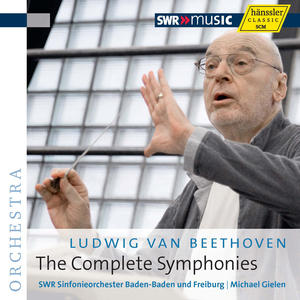 SWR»music
hänssler
CLASSIC
SCM
ORCHESTRA
LUDWIG VAN BEETHOVEN
The Complete Symphonies
SWR Sinfonieorchester Baden-Baden und Freiburg | Michael Gielen